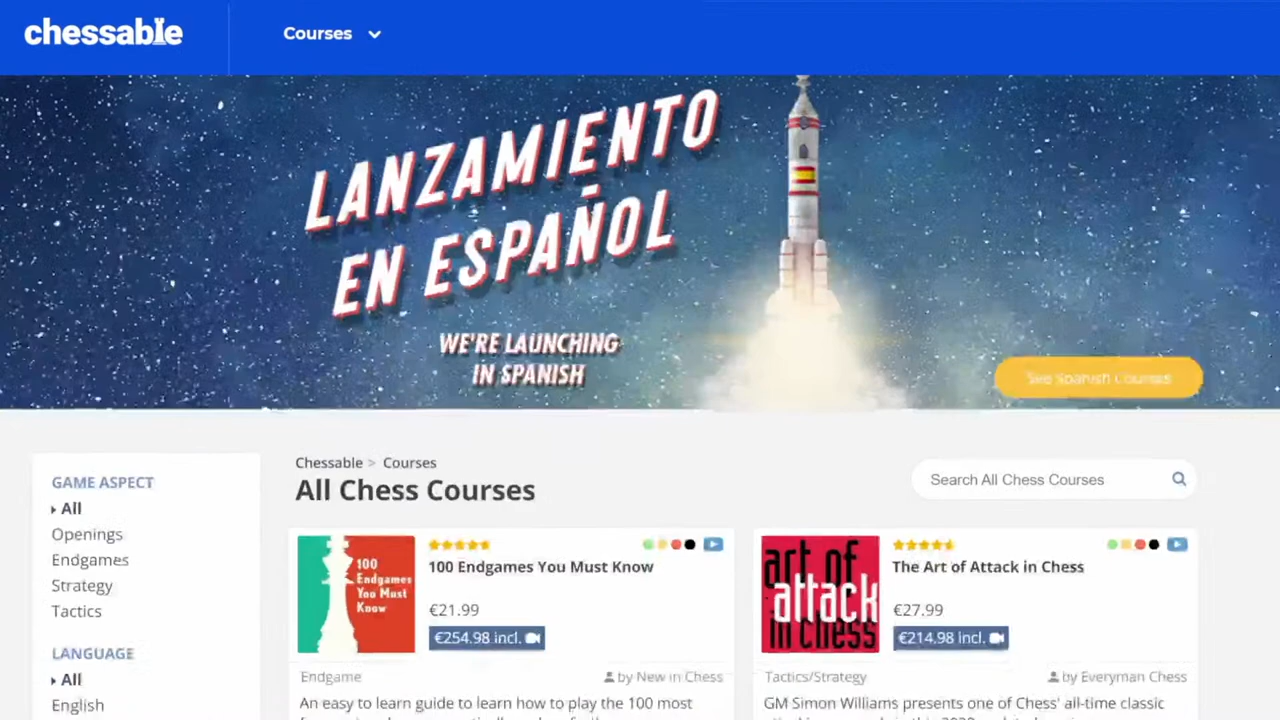 chessable
Courses
LANZAMIENTO
EN ESPAÑOL
WE'RE LAUNCHING
IN SPANISH
See Spanish Courses
GAME ASPECT
All
Openings
Endgames
Strategy
Tactics
LANGUAGE
All
English
Chessable > Courses
All Chess Courses
Search All Chess Courses
100
Endgames
You Must
Know
100 Endgames You Must Know
€21.99
€254.98 incl.
Endgame
by New in Chess
An easy to learn guide to learn how to play the 100 most
art of
attack
in chess
The Art of Attack in Chess
€27.99
€214.98 incl.
Tactics/Strategy
by Everyman Chess
GM Simon Williams presents one of Chess' all-time classic